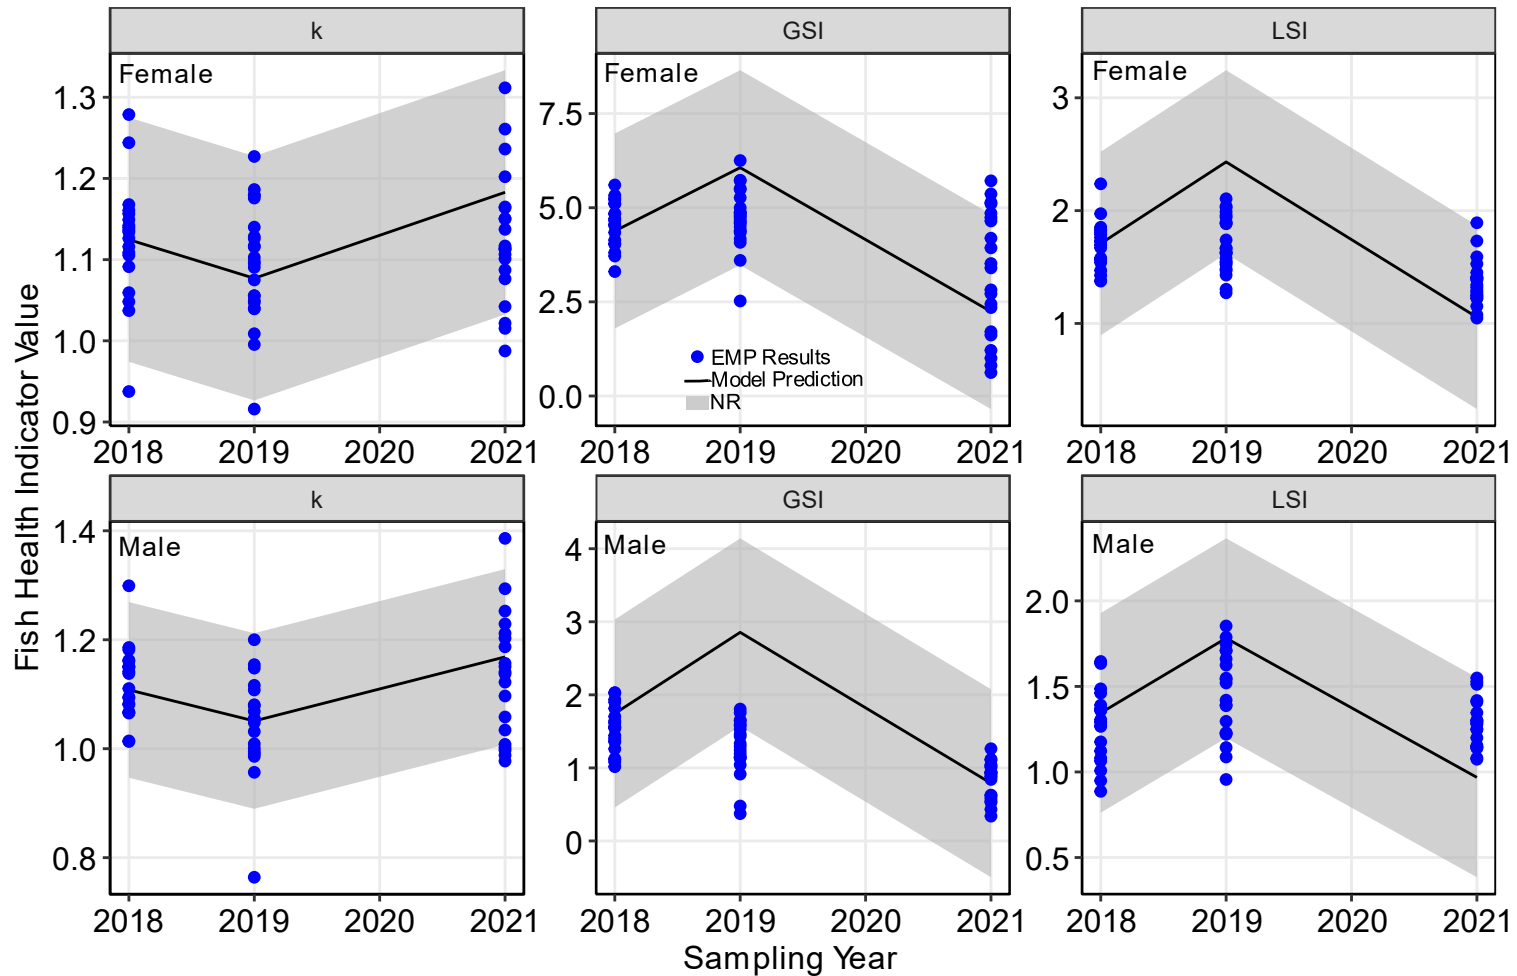 k GSI LSI
Female Female Female
1.3
1.2
1.1
1.0
0.9
7.5
5.0
2.5
0.0
3
2
1
EMP Results
Model Prediction
NR
2018 2019 2020 2021 2018 2019 2020 2021 2018 2019 2020 2021
k GSI LSI
Male Male Male
1.4
1.2
1.0
0.8
4
3
2
1
0
2.0
1.5
1.0
0.5
2018 2019 2020 2021 2018 2019 2020 2021 2018 2019 2020 2021
Fish Health Indicator Value
Sampling Year